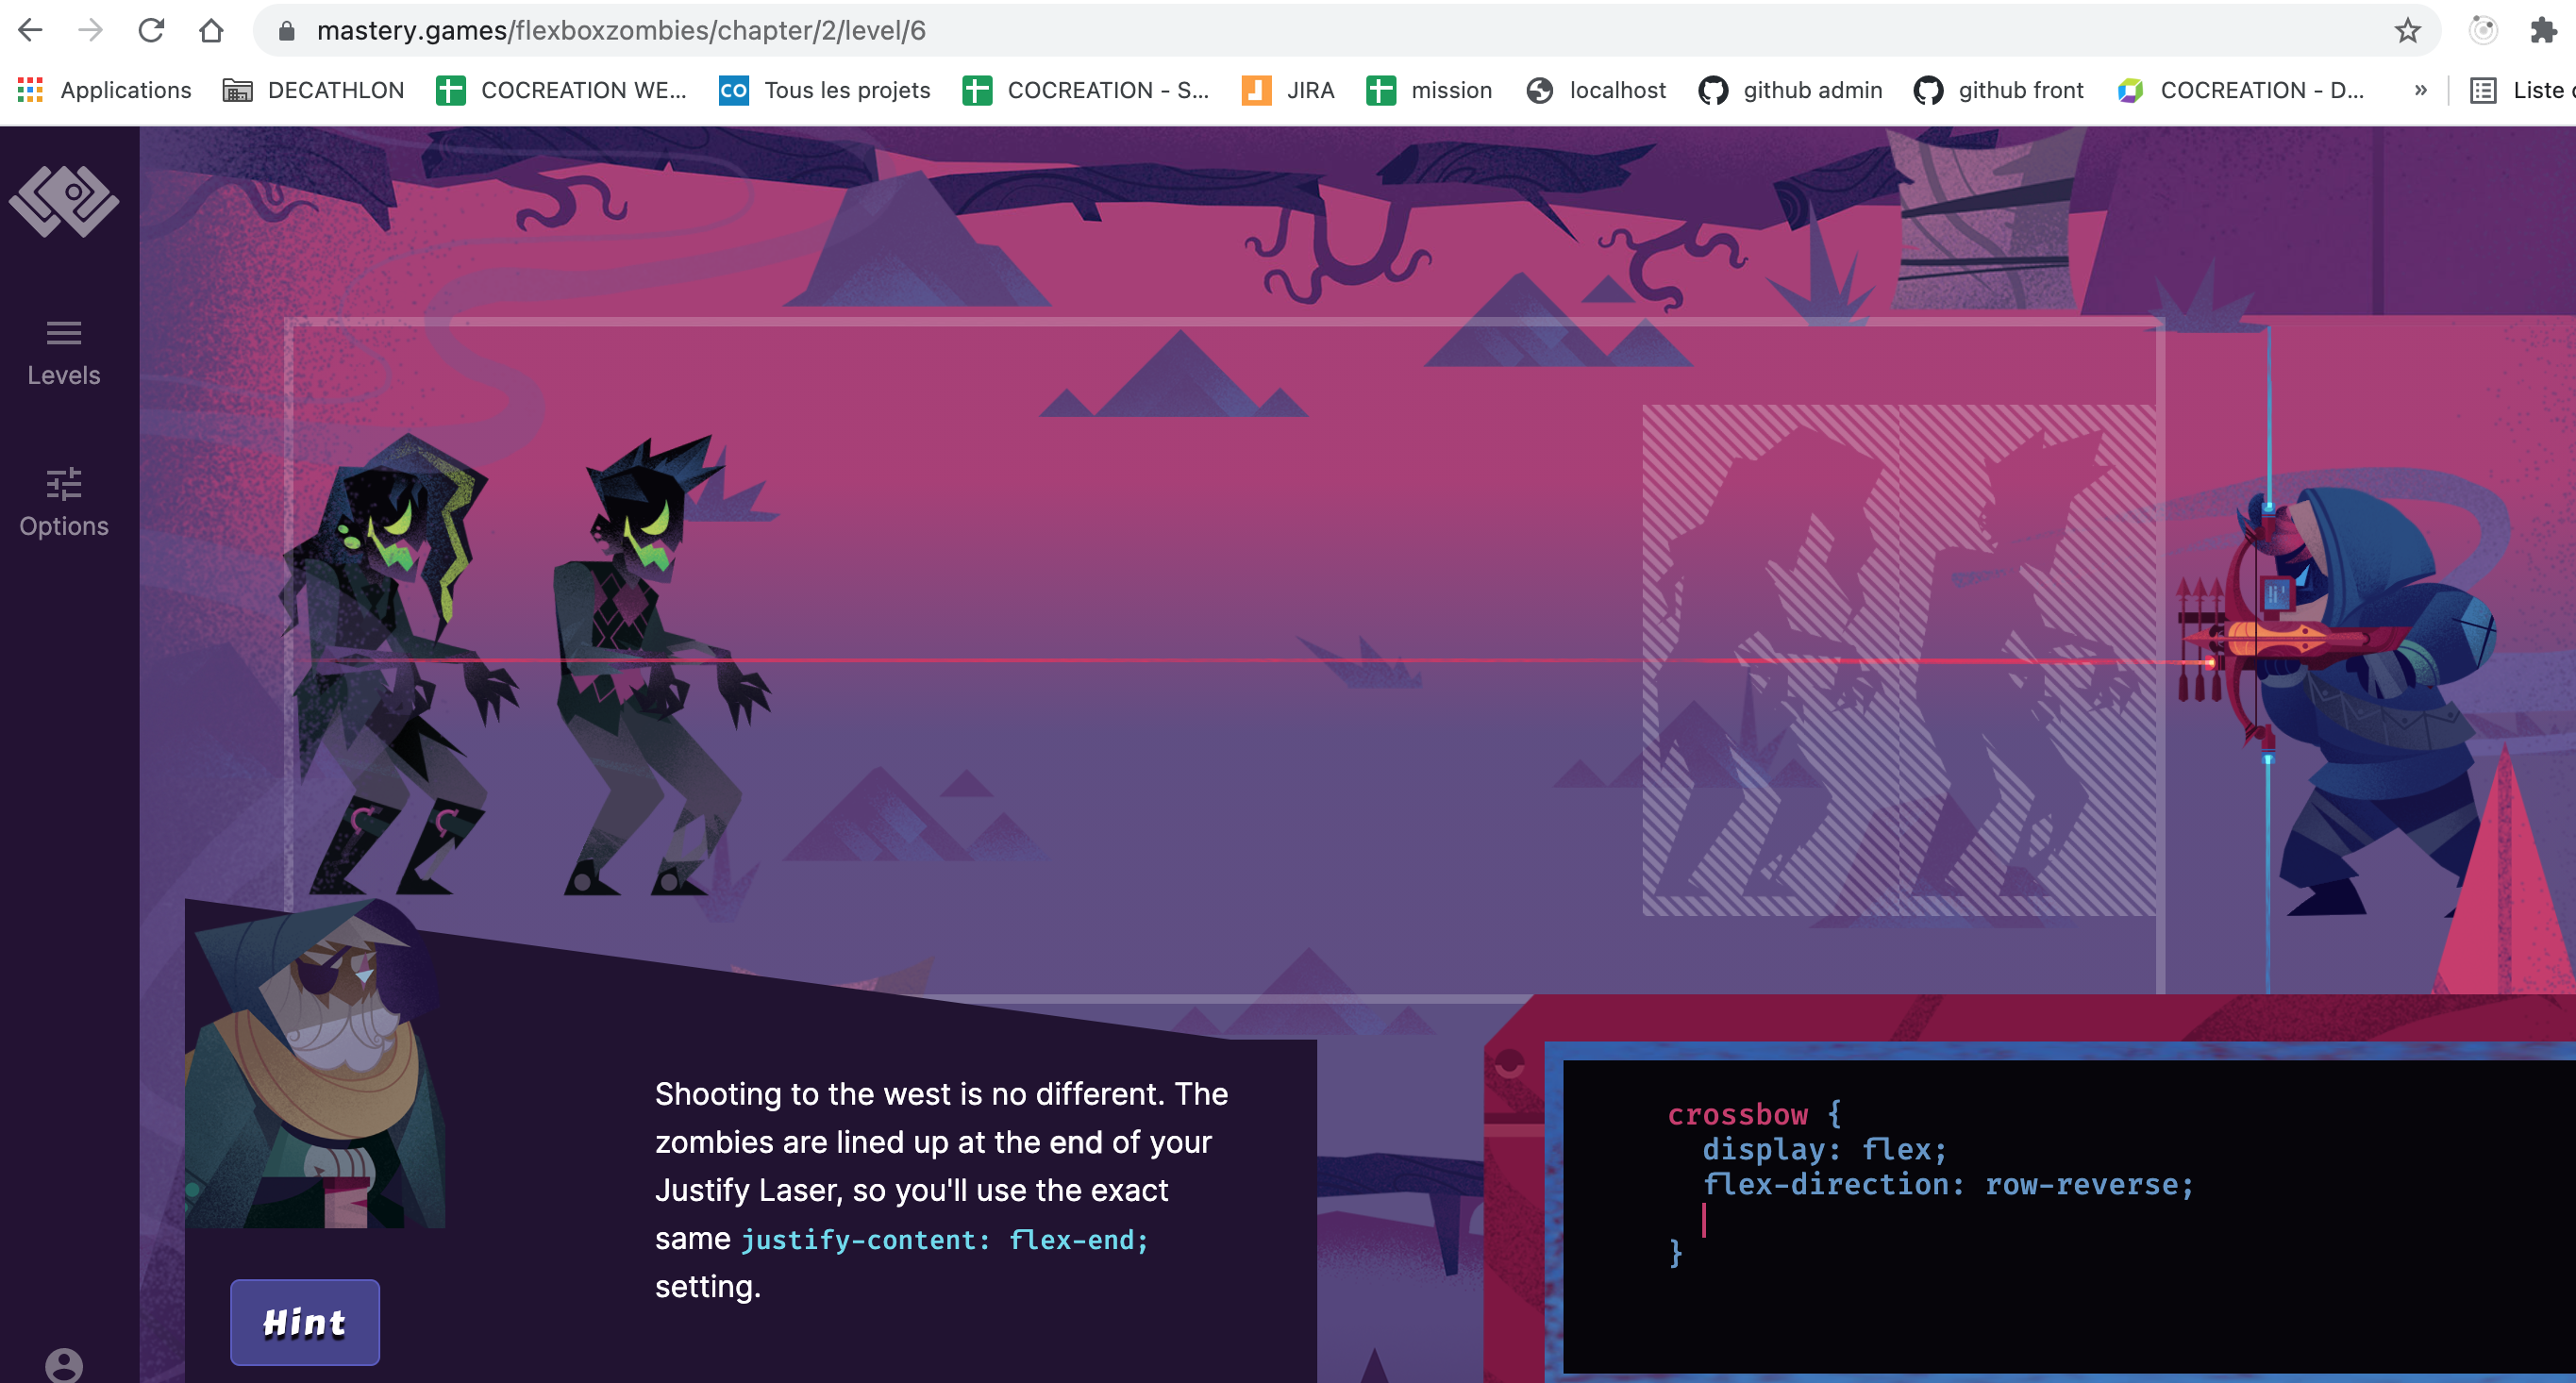 mastery.games/flexboxzombies/chapter/2/level/6
Applications DECATHLON COCREATION WE... CO Tous les projets COCREATION - S... JIRA mission localhost github admin github front COCREATION - D... » Liste
Levels
Options
Shooting to the west is no different. The
zombies are lined up at the end of your
Justify Laser, so you'll use the exact
same justify-content: flex-end;
setting.
Hint
crossbow {
display: flex;
flex-direction: row-reverse;
}